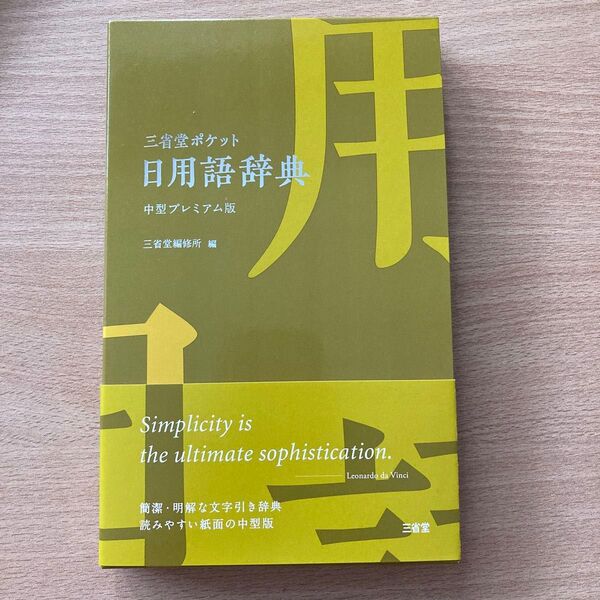 三省堂ポケット
日用語辞典
中型プレミアム版
三省堂編修所 編
Simplicity is
the ultimate sophistication.
Leonardo da Vinci
簡潔・明解な文字引き辞典
読みやすい紙面の中型版
三省堂